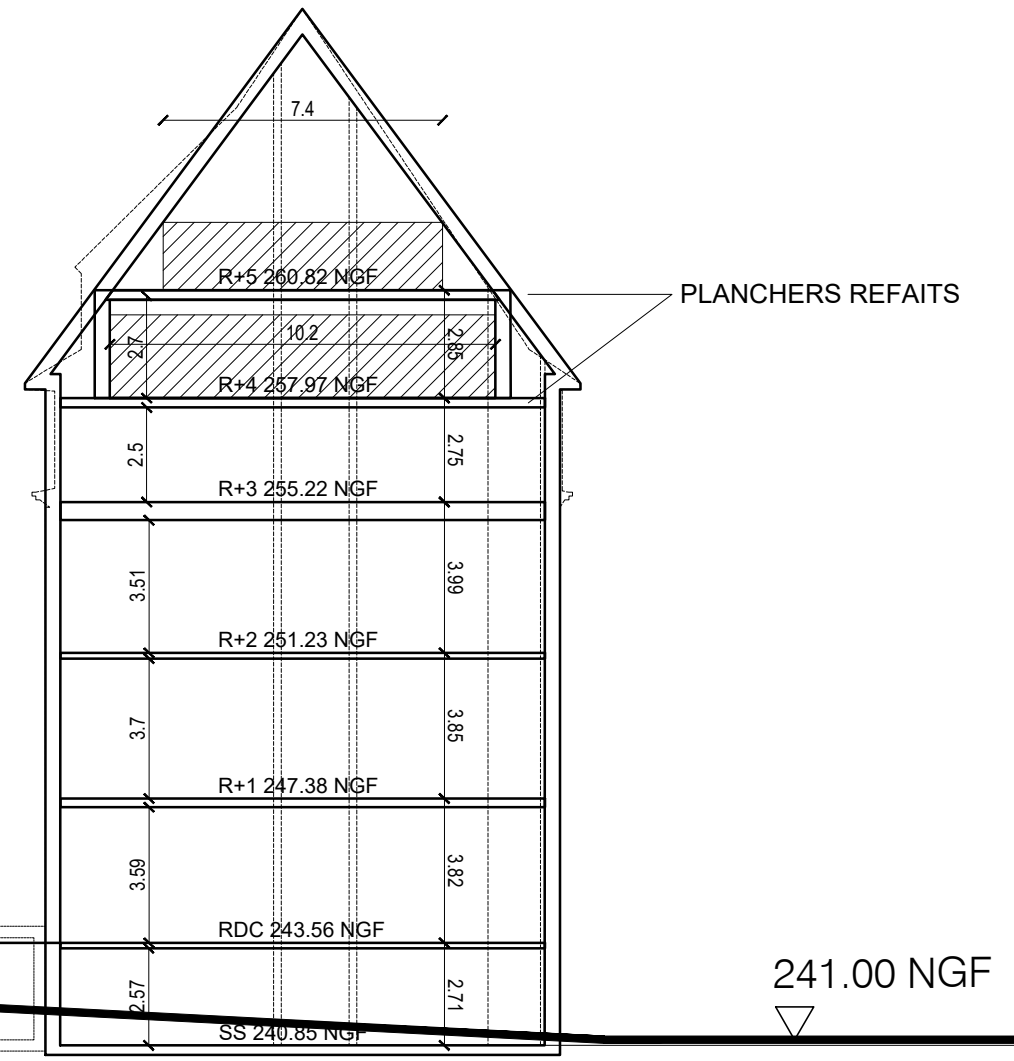 7.4
R+5 260.82 NGF
PLANCHERS REFAITS
10.2
2.7
2.85
R+4 257.97 NGF
2.5
2.75
R+3 255.22 NGF
3.51
3.99
R+2 251.23 NGF
3.7
3.85
R+1 247.38 NGF
3.59
3.82
RDC 243.56 NGF
241.00 NGF
2.57
2.71
SS 240.85 NGF